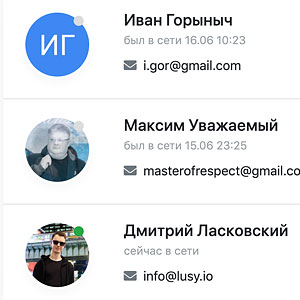 Иван Горыныч
ИГ
был в сети 16.06 10:23
i.gor@gmail.com
Максим Уважаемый
был в сети 15.06 23:25
masterofrespect@gmail.co
Дмитрий Ласковский
сейчас в сети
info@lusy.io